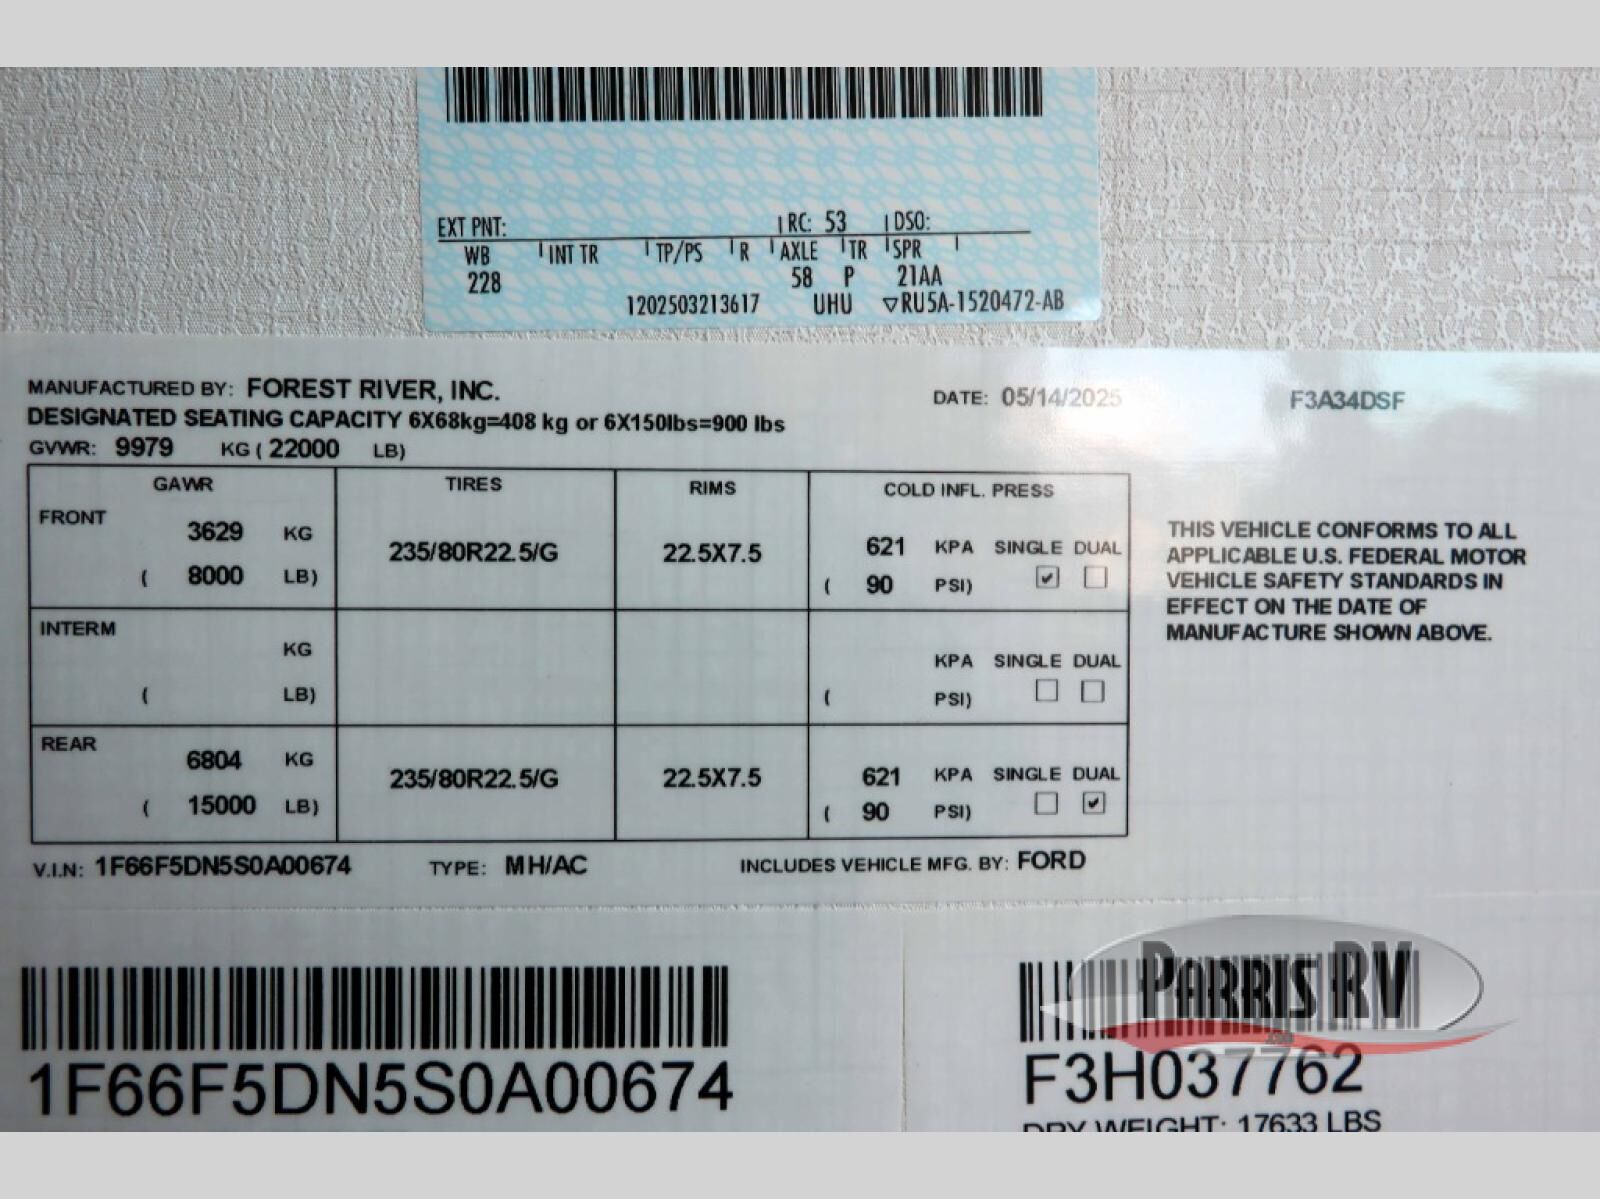 EXT PNT: RC: 53 DSO:
WB INT TR TP/PS R AXLE TR SPR
228 58 P 21AA
1202503213617 UHU ▽RU5A-1520472-AB
MANUFACTURED BY: FOREST RIVER, INC. DATE: 05/14/2025 F3A34DSF
DESIGNATED SEATING CAPACITY 6X68kg=408 kg or 6X150lbs=900 lbs
GVWR: 9979 KG ( 22000 LB)
GAWR TIRES RIMS COLD INFL. PRESS
FRONT
3629 KG 235/80R22.5/G 22.5X7.5 621 KPA SINGLE DUAL
( 8000 LB) ( 90 PSI)
INTERM
KG KPA SINGLE DUAL
( LB) ( PSI)
REAR
6804 KG 235/80R22.5/G 22.5X7.5 621 KPA SINGLE DUAL
( 15000 LB) ( 90 PSI)
THIS VEHICLE CONFORMS TO ALL
APPLICABLE U.S. FEDERAL MOTOR
VEHICLE SAFETY STANDARDS IN
EFFECT ON THE DATE OF
MANUFACTURE SHOWN ABOVE.
V.I.N: 1F66F5DN5S0A00674 TYPE: MH/AC INCLUDES VEHICLE MFG. BY: FORD
PARRIS RV
.com
1F66F5DN5S0A00674
F3H037762
DRY WEIGHT: 17633 LBS